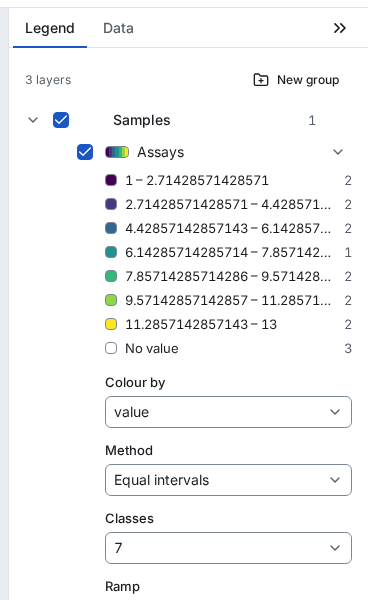 Legend Data
3 layers New group
Samples 1
Assays
1 – 2.71428571428571 2
2.71428571428571 – 4.428571... 2
4.42857142857143 – 6.142857... 2
6.14285714285714 – 7.857142... 1
7.85714285714286 – 9.571428... 2
9.57142857142857 – 11.28571... 2
11.2857142857143 – 13 2
No value 3
Colour by
value
Method
Equal intervals
Classes
7
Ramp